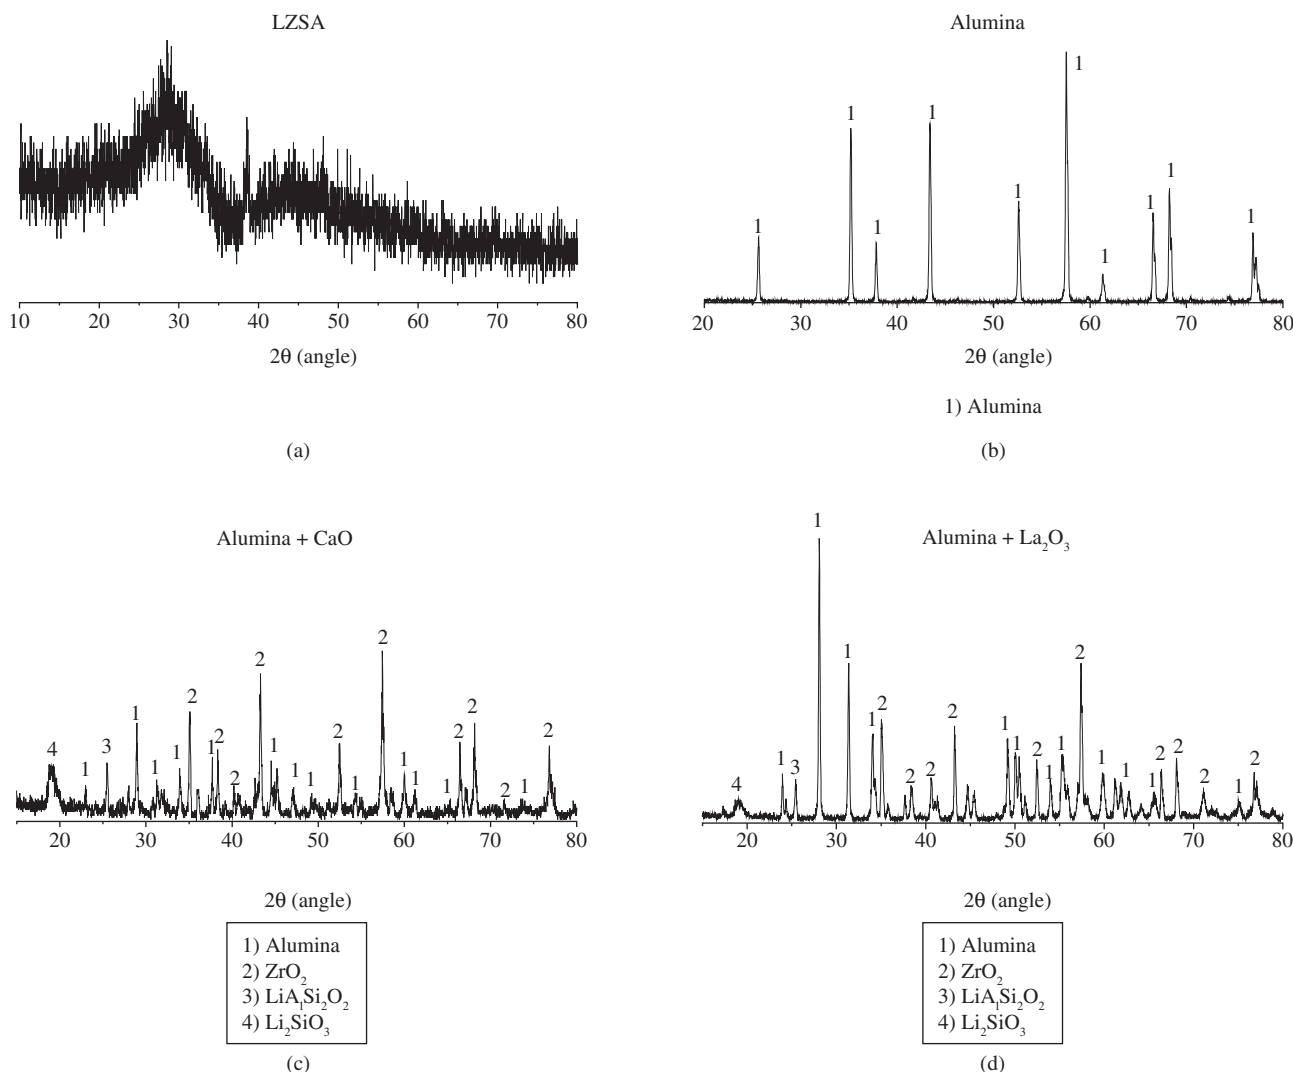 LZSA
10 20 30 40 50 60 70 80
2θ (angle)
(a)
Alumina
1 1 1 1 1 1 1 1 1 1
20 30 40 50 60 70 80
2θ (angle)
1) Alumina
(b)
Alumina + CaO
4 1 3 1 1 1 2 1 2 2 2 1 1 1 2 1 2 1 1 1 2 2 2 1 2
20 30 40 50 60 70 80
2θ (angle)
1) Alumina
2) ZrO₂
3) LiA₁Si₂O₂
4) Li₂SiO₃
(c)
Alumina + La₂O₃
4 1 3 1 1 1 2 2 2 2 1 1 2 1 1 2 1 1 1 2 2 2 1 2
20 30 40 50 60 70 80
2θ (angle)
1) Alumina
2) ZrO₂
3) LiA₁Si₂O₂
4) Li₂SiO₃
(d)